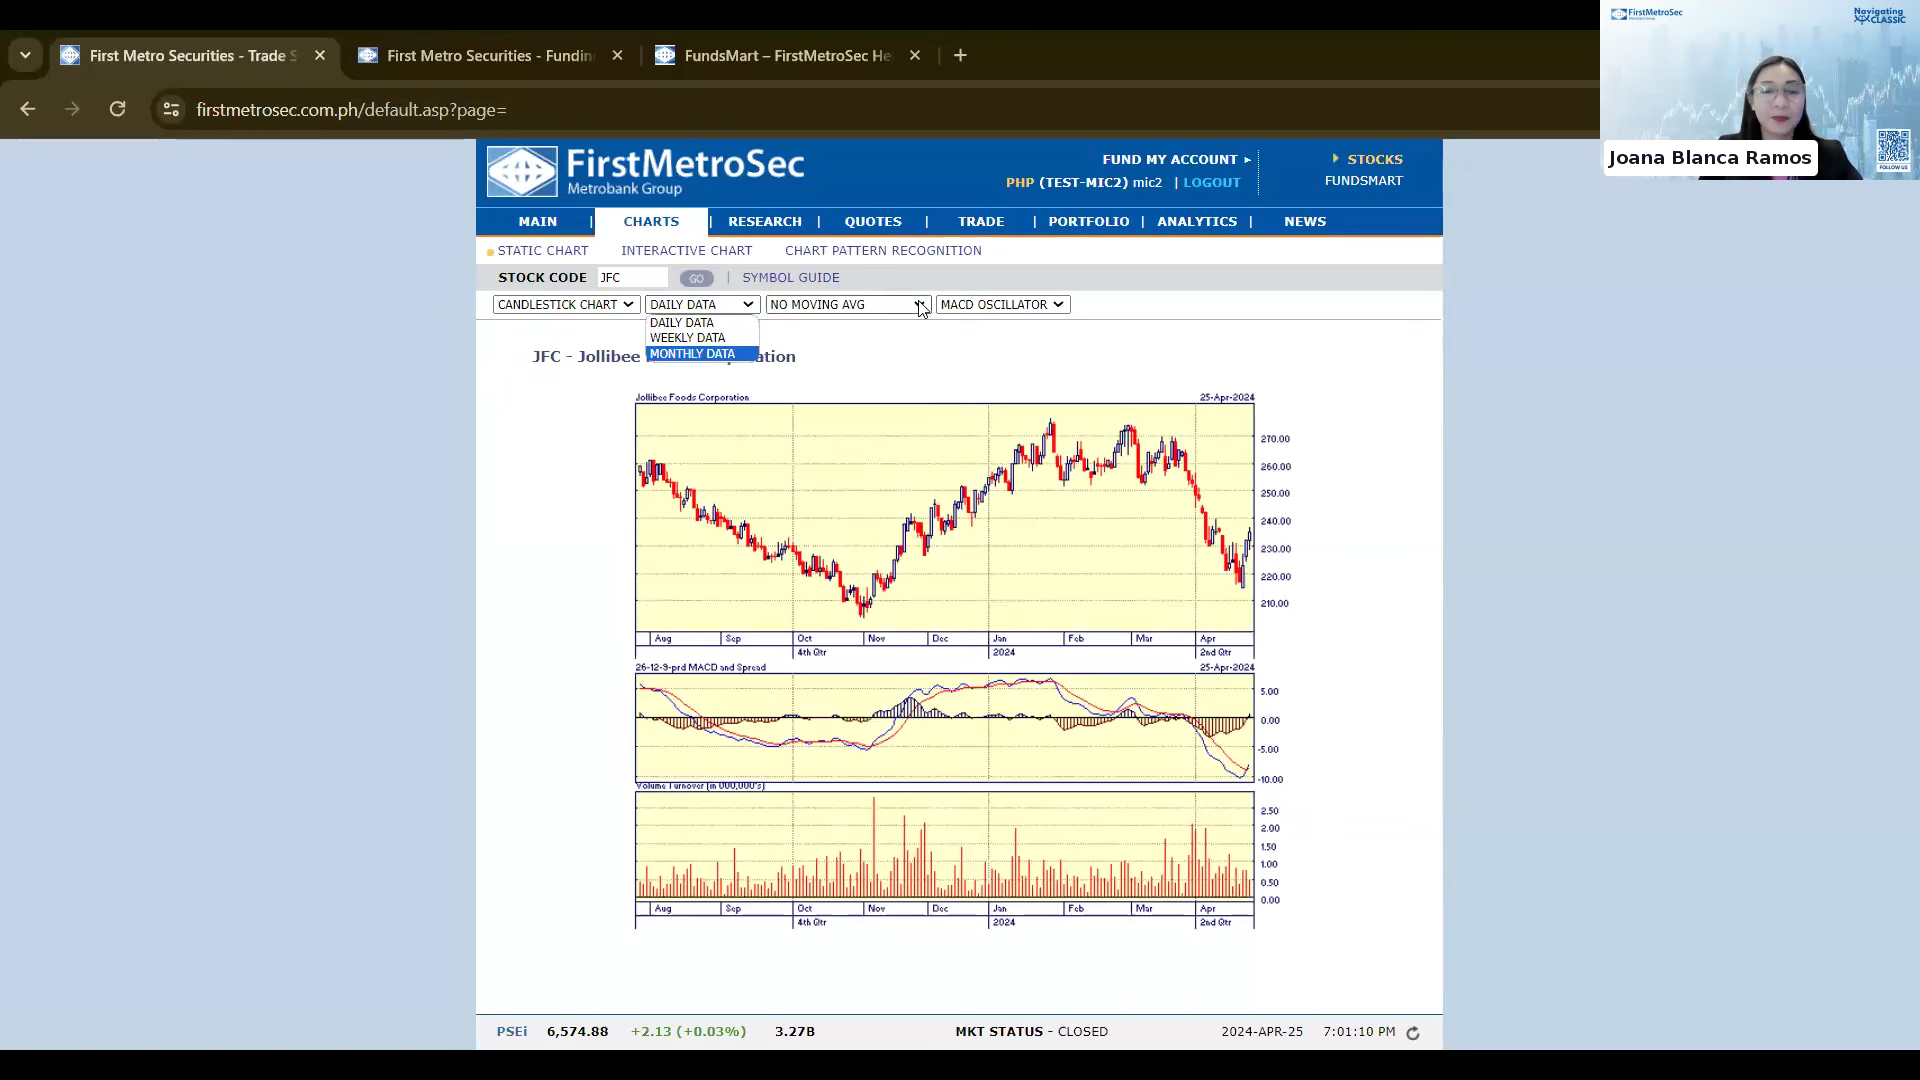 First Metro Securities - Trade S
First Metro Securities - Fundin
FundsMart – FirstMetroSec He
firstmetrosec.com.ph/default.asp?page=
FirstMetroSec
Navigating
CLASSIC
FOLLOW US
Joana Blanca Ramos
FirstMetroSec
Metrobank Group
FUND MY ACCOUNT
STOCKS
PHP (TEST-MIC2) mic2 | LOGOUT
FUNDSMART
MAIN | CHARTS | RESEARCH | QUOTES | TRADE | PORTFOLIO | ANALYTICS | NEWS
STATIC CHART INTERACTIVE CHART CHART PATTERN RECOGNITION
STOCK CODE JFC GO | SYMBOL GUIDE
CANDLESTICK CHART DAILY DATA NO MOVING AVG MACD OSCILLATOR
DAILY DATA
WEEKLY DATA
MONTHLY DATA
JFC - Jollibee ation
Jollibee Foods Corporation 25-Apr-2024
270.00
260.00
250.00
240.00
230.00
220.00
210.00
Aug Sep Oct Nov Dec Jan Feb Mar Apr
4th Qtr 2024 2nd Qtr
26-12-9-prd MACD and Spread 25-Apr-2024
5.00
0.00
-5.00
-10.00
Volume Turnover (in 000,000's)
2.50
2.00
1.50
1.00
0.50
0.00
Aug Sep Oct Nov Dec Jan Feb Mar Apr
4th Qtr 2024 2nd Qtr
PSEi 6,574.88 +2.13 (+0.03%) 3.27B MKT STATUS - CLOSED 2024-APR-25 7:01:10 PM